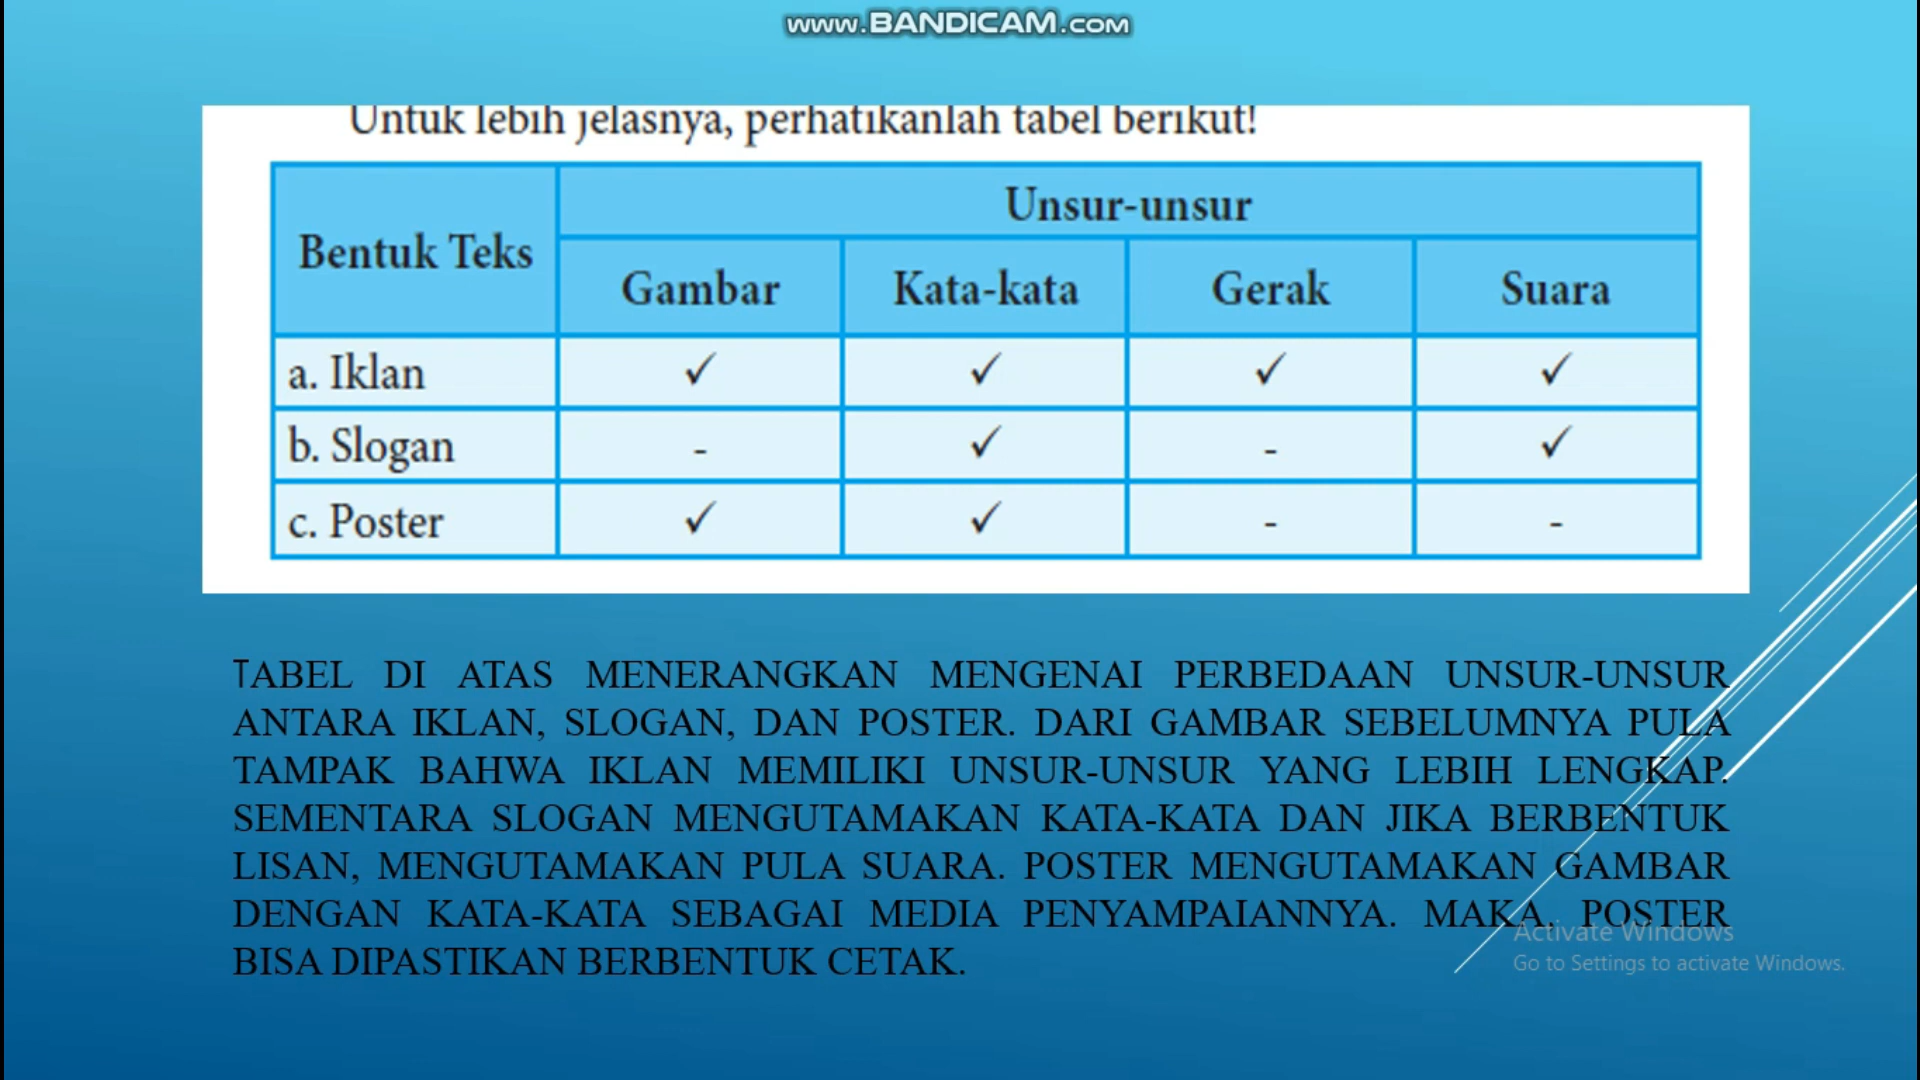 www.BANDICAM.com
Untuk lebih jelasnya, perhatikanlah tabel berikut!
Bentuk Teks
Unsur-unsur
Gambar Kata-kata Gerak Suara
a. Iklan ✓ ✓ ✓ ✓
b. Slogan - ✓ - ✓
c. Poster ✓ ✓ - -
TABEL DI ATAS MENERANGKAN MENGENAI PERBEDAAN UNSUR-UNSUR
ANTARA IKLAN, SLOGAN, DAN POSTER. DARI GAMBAR SEBELUMNYA PULA
TAMPAK BAHWA IKLAN MEMILIKI UNSUR-UNSUR YANG LEBIH LENGKAP.
SEMENTARA SLOGAN MENGUTAMAKAN KATA-KATA DAN JIKA BERBENTUK
LISAN, MENGUTAMAKAN PULA SUARA. POSTER MENGUTAMAKAN GAMBAR
DENGAN KATA-KATA SEBAGAI MEDIA PENYAMPAIANNYA. MAKA, POSTER
BISA DIPASTIKAN BERBENTUK CETAK.
Activate Windows
Go to Settings to activate Windows.